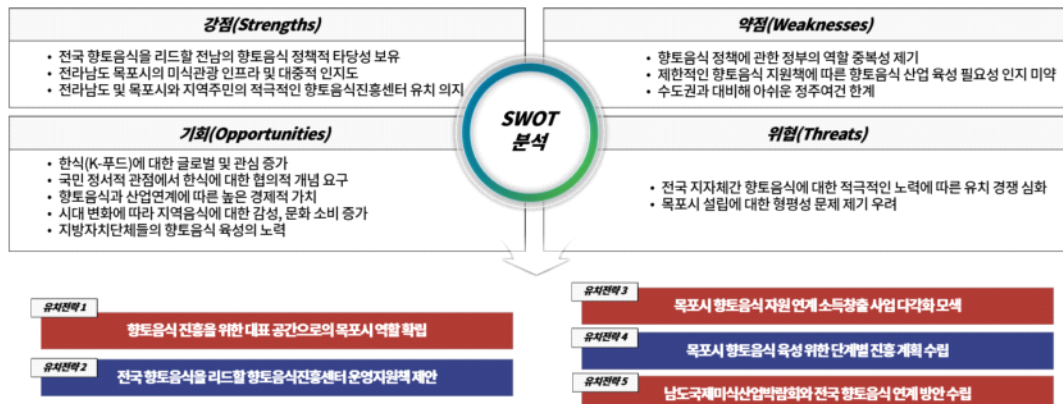 강점(Strengths)
• 전국 향토음식을 리드할 전남의 향토음식 정책적 타당성 보유
• 전라남도 목포시의 미식관광 인프라 및 대중적 인지도
• 전라남도 및 목포시와 지역주민의 적극적인 향토음식진흥센터 유치 의지
약점(Weaknesses)
• 향토음식 정책에 관한 정부의 역할 중복성 제기
• 제한적인 향토음식 지원책에 따른 향토음식 산업 육성 필요성 인지 미약
• 수도권과 대비해 아쉬운 정주여건 한계
SWOT
분석
기회(Opportunities)
• 한식(K-푸드)에 대한 글로벌 및 관심 증가
• 국민 정서적 관점에서 한식에 대한 협의적 개념 요구
• 향토음식과 산업연계에 따른 높은 경제적 가치
• 시대 변화에 따라 지역음식에 대한 감성, 문화 소비 증가
• 지방자치단체들의 향토음식 육성의 노력
위협(Threats)
• 전국 지자체간 향토음식에 대한 적극적인 노력에 따른 유치 경쟁 심화
• 목포시 설립에 대한 형평성 문제 제기 우려
유치전략 1
향토음식 진흥을 위한 대표 공간으로의 목포시 역할 확립
유치전략 2
전국 향토음식을 리드할 향토음식진흥센터 운영지원책 제안
유치전략 3
목포시 향토음식 자원 연계 소득창출 사업 다각화 모색
유치전략 4
목포시 향토음식 육성 위한 단계별 진흥 계획 수립
유치전략 5
남도국제미식산업박람회와 전국 향토음식 연계 방안 수립